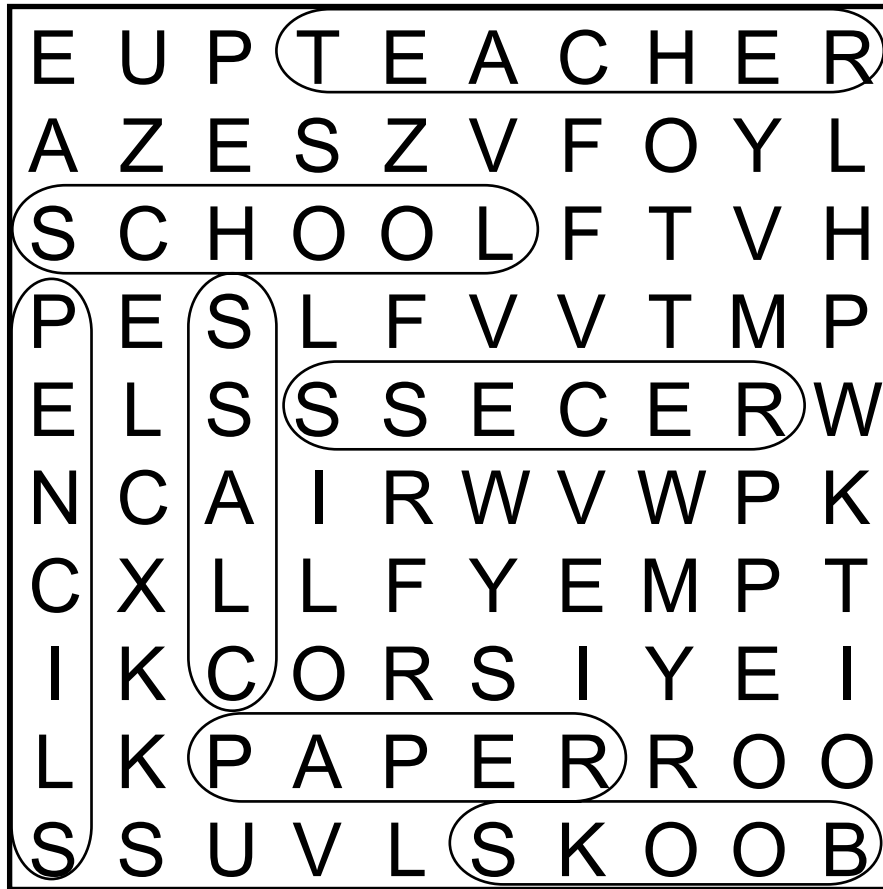 E U P T E A C H E R
A Z E S Z V F O Y L
S C H O O L F T V H
P E S L F V V T M P
E L S S S E C E R W
N C A I R W V W P K
C X L L F Y E M P T
I K C O R S I Y E I
L K P A P E R R O O
S S U V L S K O O B